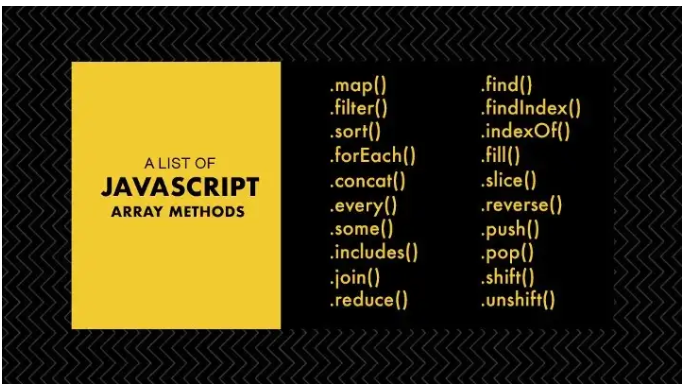 A LIST OF
JAVASCRIPT
ARRAY METHODS
.map()
.filter()
.sort()
.forEach()
.concat()
.every()
.some()
.includes()
.join()
.reduce()
.find()
.findIndex()
.indexOf()
.fill()
.slice()
.reverse()
.push()
.pop()
.shift()
.unshift()